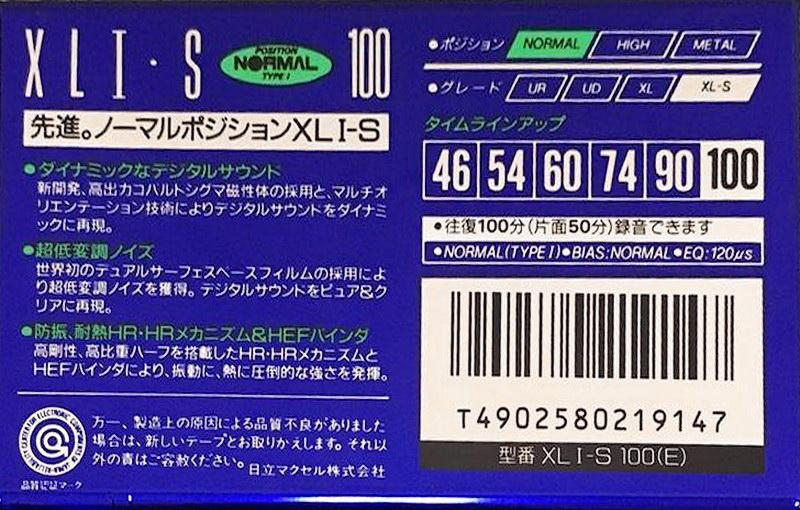 XL I・S
POSITION
NORMAL
TYPE I
100
先進。ノーマルポジションXL I-S
●ダイナミックなデジタルサウンド
新開発、高出力コバルトシグマ磁性体の採用と、マルチオ
リエンテーション技術によりデジタルサウンドをダイナミ
ックに再現。
●超低変調ノイズ
世界初のデュアルサーフェスベースフィルムの採用によ
り超低変調ノイズを獲得。デジタルサウンドをピュア&ク
リアに再現。
●防振、耐熱HR・HRメカニズム&HEFバインダ
高剛性、高比重ハーフを搭載したHR・HRメカニズムと
HEFバインダにより、振動に、熱に圧倒的な強さを発揮。
万一、製造上の原因による品質不良がありました
場合は、新しいテープとお取りかえします。それ以
外の責はご容赦ください。日立マクセル株式会社
品質認証マーク
●ポジション NORMAL HIGH METAL
●グレード UR UD XL XL-S
タイムラインアップ
46 54 60 74 90 100
●往復100分(片面50分)録音できます
●NORMAL(TYPE I)●BIAS:NORMAL●EQ:120μs
T4902580219147
型番 XL I-S 100(E)